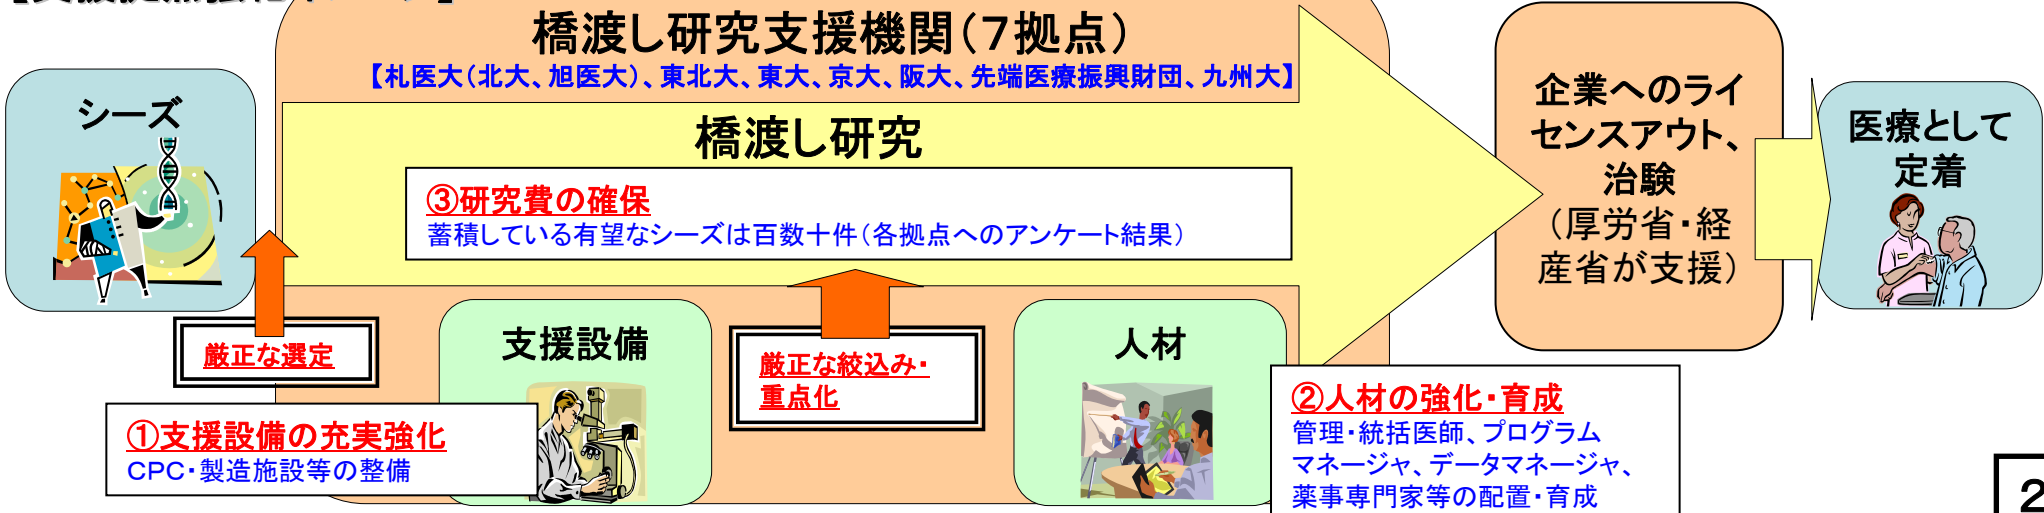 橋渡し研究支援機関（７拠点）
【札医大（北大、旭医大）、東北大、東大、京大、阪大、先端医療振興財団、九州大】
シーズ
橋渡し研究
③研究費の確保
蓄積している有望なシーズは百数十件（各拠点へのアンケート結果）
企業へのライ
センスアウト、
治験
（厚労省・経
産省が支援）
医療として
定着
厳正な選定
支援設備
厳正な絞込み・
重点化
人材
①支援設備の充実強化
CPC・製造施設等の整備
②人材の強化・育成
管理・統括医師、プログラム
マネージャ、データマネージャ、
薬事専門家等の配置・育成
2